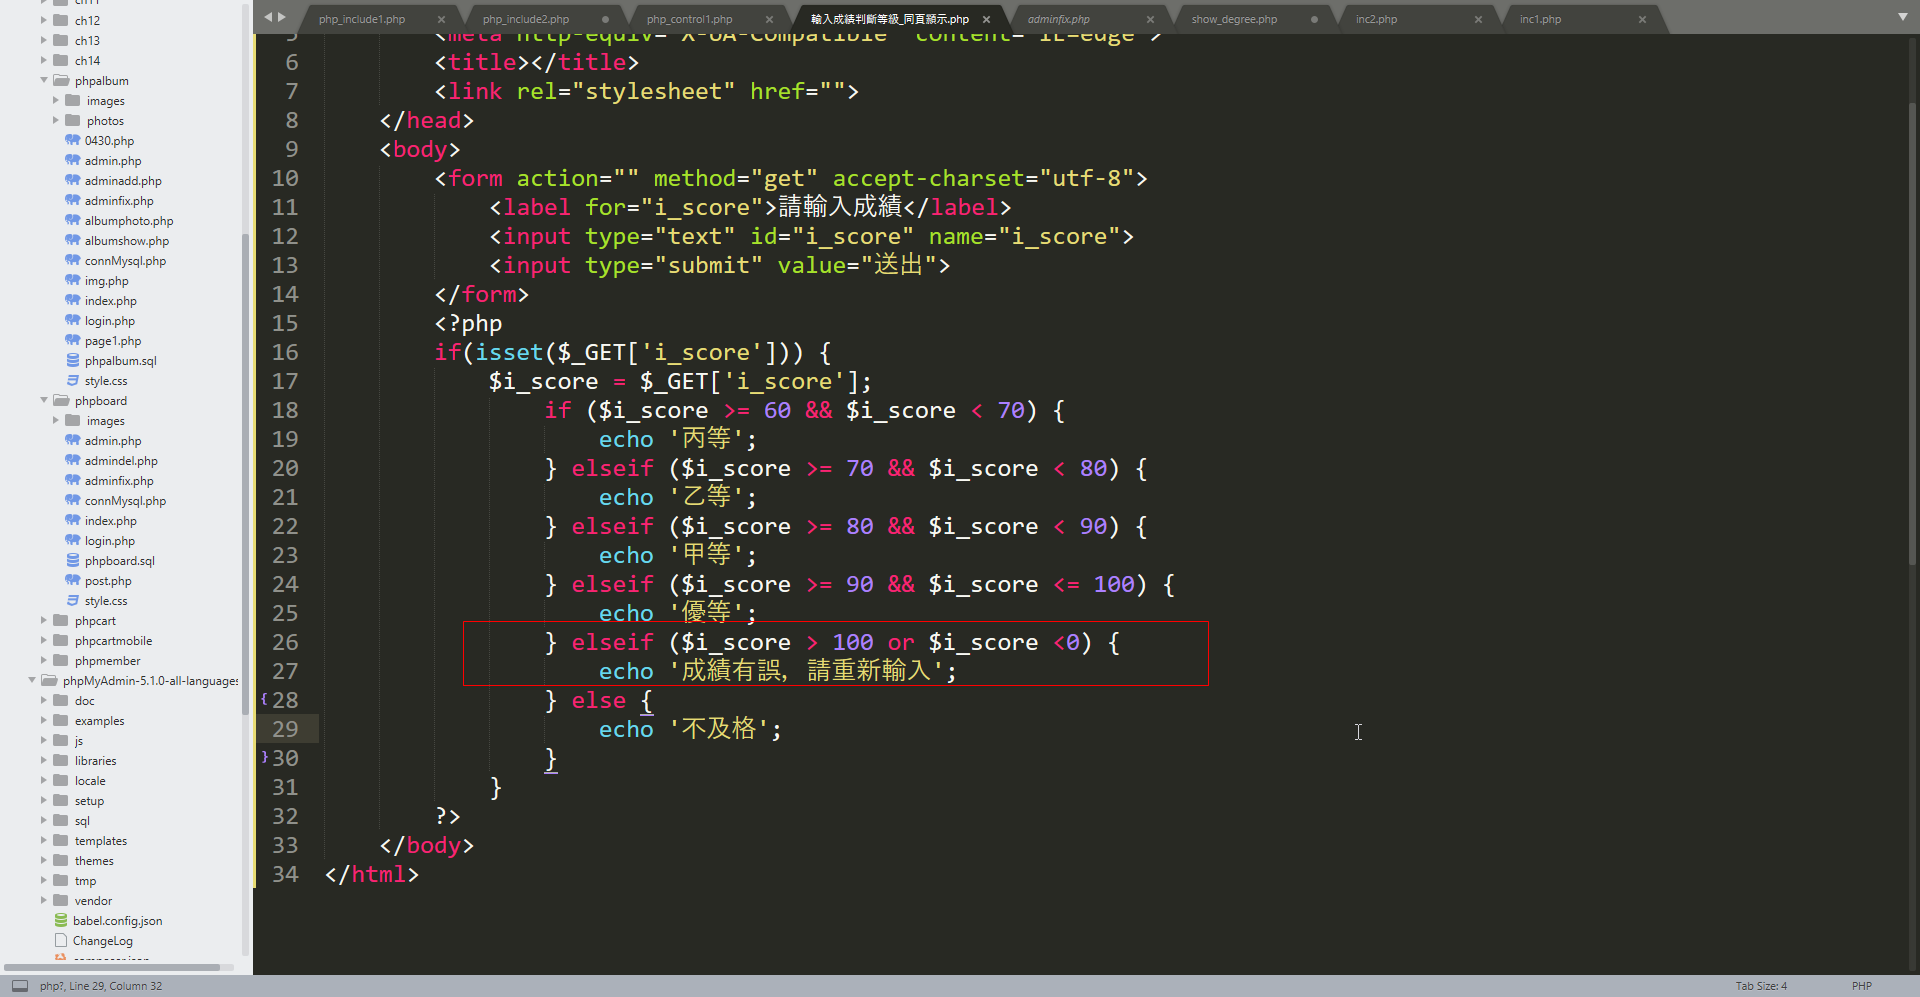 php_include1.php × php_include2.php ● php_control1.php × 輸入成績判斷等級_同頁顯示.php × adminfix.php × show_degree.php ● inc2.php × inc1.php ×
ch12
ch13
ch14
phpalbum
images
photos
0430.php
admin.php
adminadd.php
adminfix.php
albumphoto.php
albumshow.php
connMysql.php
img.php
index.php
login.php
page1.php
phpalbum.sql
style.css
phpboard
images
admin.php
admindel.php
adminfix.php
connMysql.php
index.php
login.php
phpboard.sql
post.php
style.css
phpcart
phpcartmobile
phpmember
phpMyAdmin-5.1.0-all-languages
doc
examples
js
libraries
locale
setup
sql
templates
themes
tmp
vendor
babel.config.json
ChangeLog
5 <meta http-equiv="X-UA-Compatible" content="IE=edge">
6 <title></title>
7 <link rel="stylesheet" href="">
8 </head>
9 <body>
10 <form action="" method="get" accept-charset="utf-8">
11 <label for="i_score">請輸入成績</label>
12 <input type="text" id="i_score" name="i_score">
13 <input type="submit" value="送出">
14 </form>
15 <?php
16 if(isset($_GET['i_score'])) {
17 $i_score = $_GET['i_score'];
18 if ($i_score >= 60 && $i_score < 70) {
19 echo '丙等';
20 } elseif ($i_score >= 70 && $i_score < 80) {
21 echo '乙等';
22 } elseif ($i_score >= 80 && $i_score < 90) {
23 echo '甲等';
24 } elseif ($i_score >= 90 && $i_score <= 100) {
25 echo '優等';
26 } elseif ($i_score > 100 or $i_score <0) {
27 echo '成績有誤，請重新輸入';
28 } else {
29 echo '不及格';
30 }
31 }
32 ?>
33 </body>
34 </html>
php?, Line 29, Column 32 Tab Size: 4 PHP